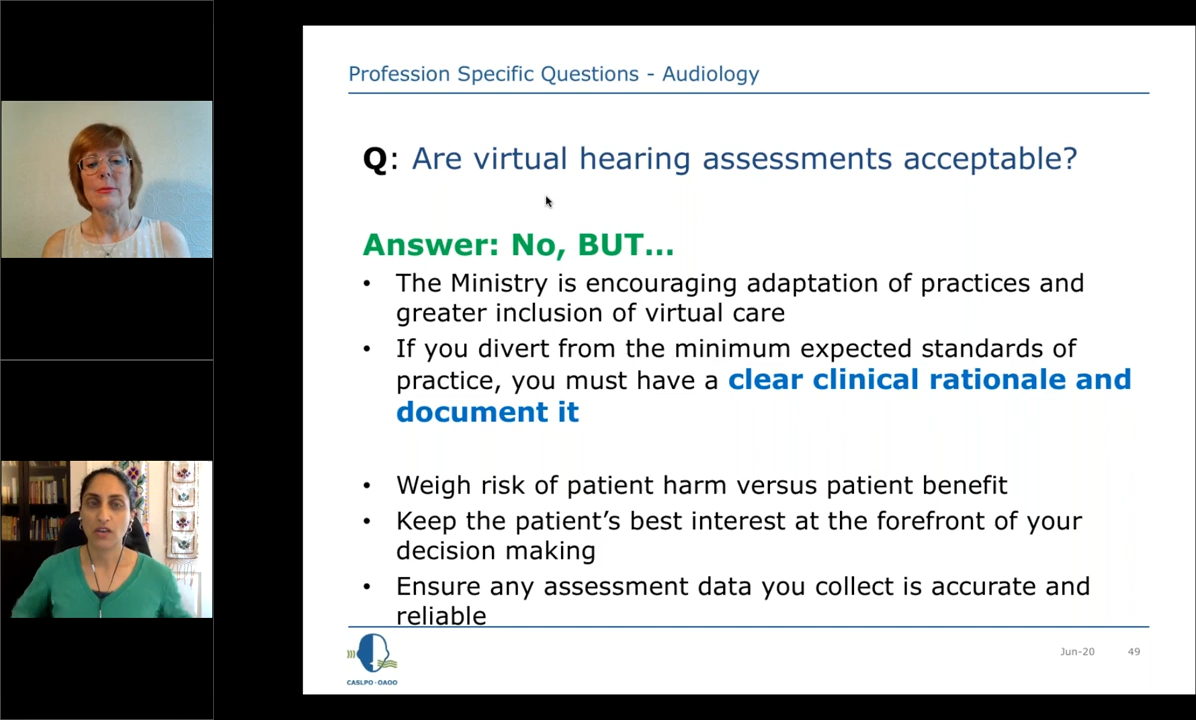 Profession Specific Questions - Audiology
Q: Are virtual hearing assessments acceptable?
Answer: No, BUT...
• The Ministry is encouraging adaptation of practices and
greater inclusion of virtual care
• If you divert from the minimum expected standards of
practice, you must have a clear clinical rationale and
document it
• Weigh risk of patient harm versus patient benefit
• Keep the patient’s best interest at the forefront of your
decision making
• Ensure any assessment data you collect is accurate and
reliable
CASLPO•OAOO
Jun-20 49